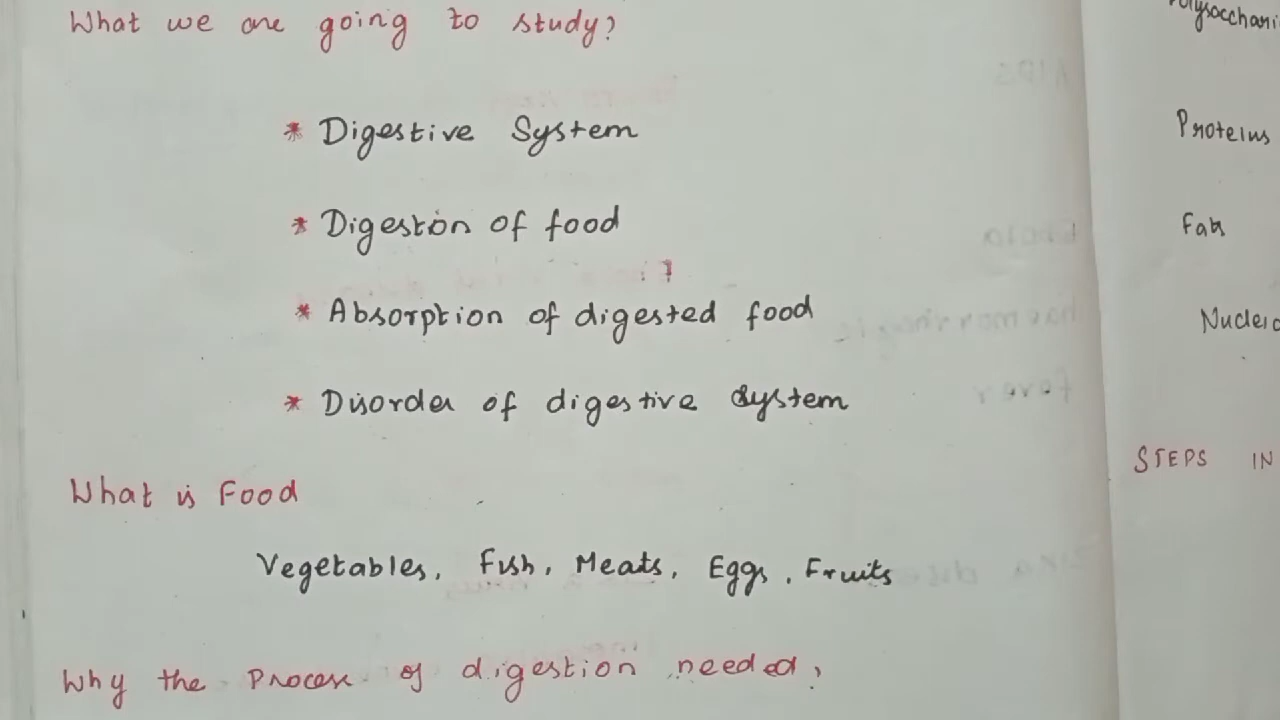 What we are going to study?
* Digestive System
* Digestion of food
* Absorption of digested food
* Disorder of digestive system
What is Food
Vegetables, Fish, Meats, Eggs, Fruits
Why the Process of digestion needed,
Proteins
Fats
STEPS IN